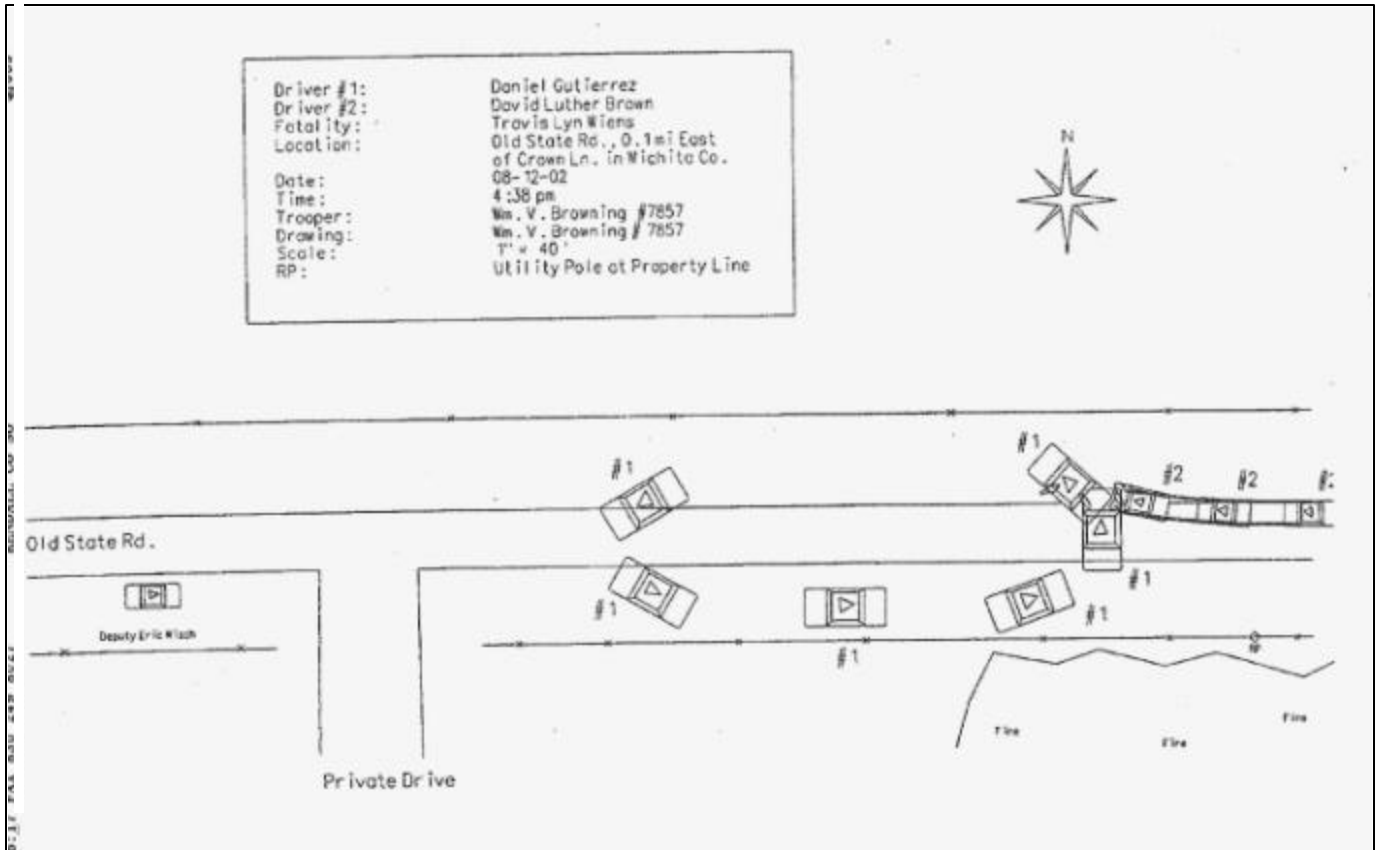 Driver #1: Daniel Gutierrez
Driver #2: David Luther Brown
Fatality: Travis Lyn Wiens
Location: Old State Rd., 0.1mi East
of Crown Ln. in Wichita Co.
Date: 08-12-02
Time: 4:38 pm
Trooper: Wm. V. Browning #7857
Drawing: Wm. V. Browning # 7857
Scale: 1" = 40'
RP: Utility Pole at Property Line
N
#1
#1
#2
#2
Old State Rd.
#1
#1
#1
#1
Deputy Eric
RP
Fire
Fire
Fire
Private Drive